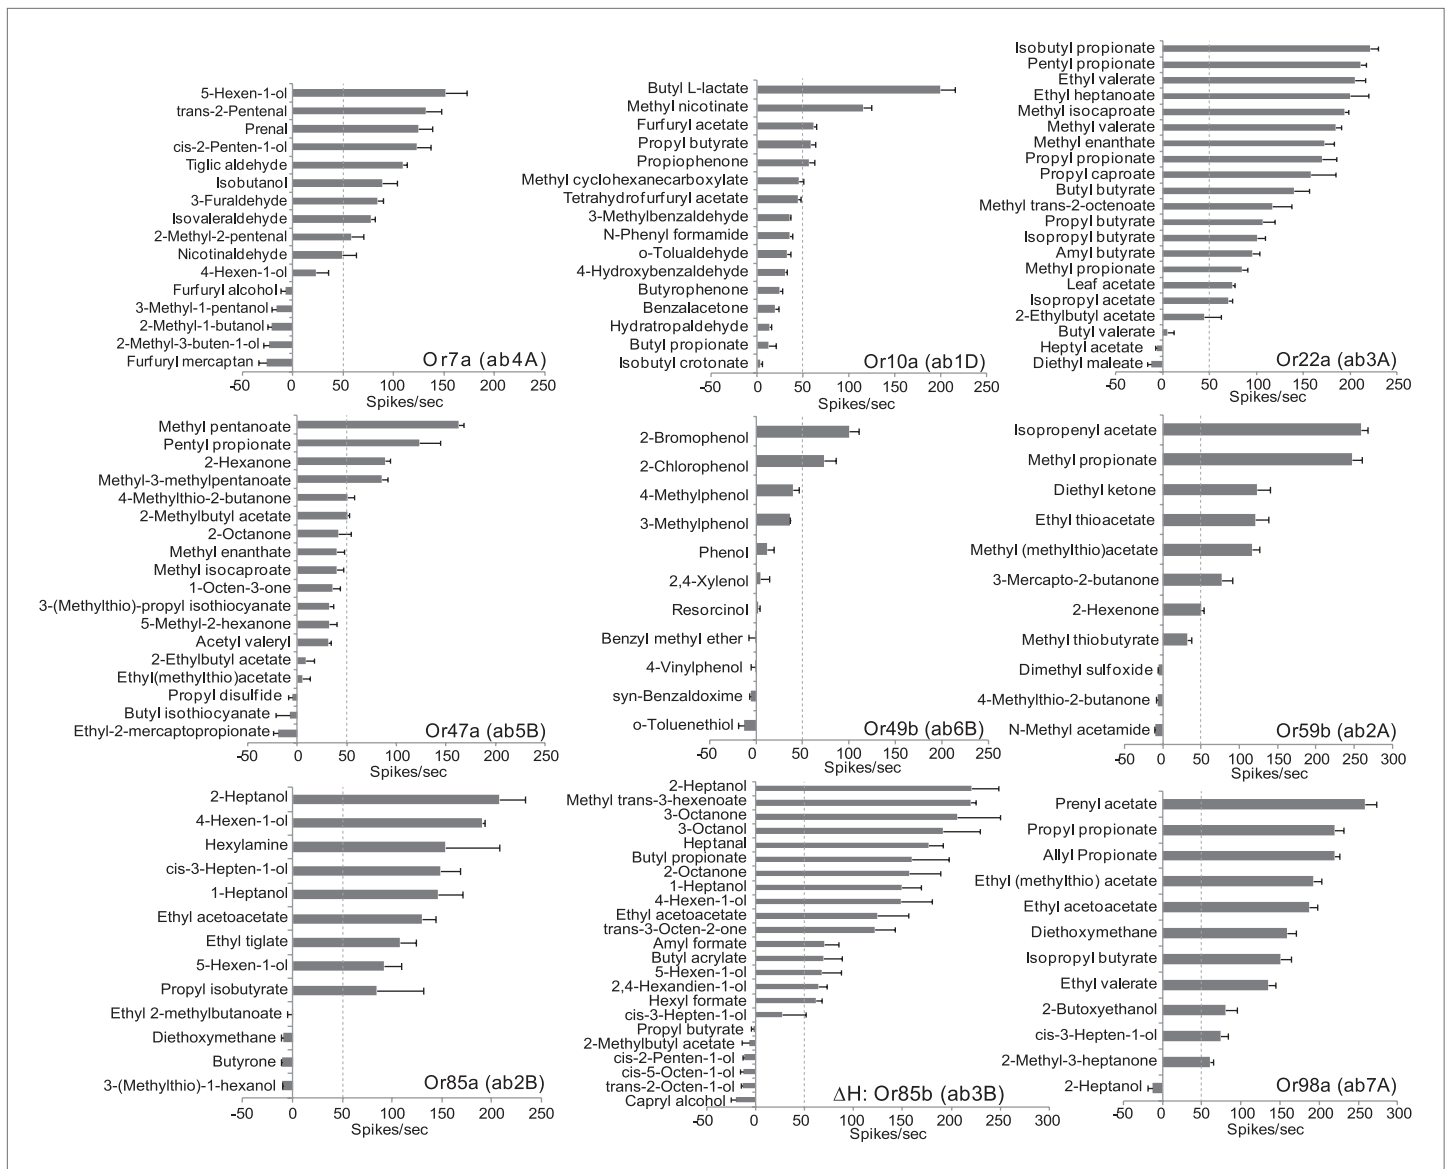 5-Hexen-1-ol
trans-2-Pentenal
Prenal
cis-2-Penten-1-ol
Tiglic aldehyde
Isobutanol
3-Furaldehyde
Isovaleraldehyde
2-Methyl-2-pentenal
Nicotinaldehyde
4-Hexen-1-ol
Furfuryl alcohol
3-Methyl-1-pentanol
2-Methyl-1-butanol
2-Methyl-3-buten-1-ol
Furfuryl mercaptan
Or7a (ab4A)
-50 0 50 100 150 200 250
Spikes/sec
Butyl L-lactate
Methyl nicotinate
Furfuryl acetate
Propyl butyrate
Propiophenone
Methyl cyclohexanecarboxylate
Tetrahydrofurfuryl acetate
3-Methylbenzaldehyde
N-Phenyl formamide
o-Tolualdehyde
4-Hydroxybenzaldehyde
Butyrophenone
Benzalacetone
Hydratropaldehyde
Butyl propionate
Isobutyl crotonate
Or10a (ab1D)
-50 0 50 100 150 200 250
Spikes/sec
Isobutyl propionate
Pentyl propionate
Ethyl valerate
Ethyl heptanoate
Methyl isocaproate
Methyl valerate
Methyl enanthate
Propyl propionate
Propyl caproate
Butyl butyrate
Methyl trans-2-octenoate
Propyl butyrate
Isopropyl butyrate
Amyl butyrate
Methyl propionate
Leaf acetate
Isopropyl acetate
2-Ethylbutyl acetate
Butyl valerate
Heptyl acetate
Diethyl maleate
Or22a (ab3A)
-50 0 50 100 150 200 250
Spikes/sec
Methyl pentanoate
Pentyl propionate
2-Hexanone
Methyl-3-methylpentanoate
4-Methylthio-2-butanone
2-Methylbutyl acetate
2-Octanone
Methyl enanthate
Methyl isocaproate
1-Octen-3-one
3-(Methylthio)-propyl isothiocyanate
5-Methyl-2-hexanone
Acetyl valeryl
2-Ethylbutyl acetate
Ethyl(methylthio)acetate
Propyl disulfide
Butyl isothiocyanate
Ethyl-2-mercaptopropionate
Or47a (ab5B)
-50 0 50 100 150 200 250
Spikes/sec
2-Bromophenol
2-Chlorophenol
4-Methylphenol
3-Methylphenol
Phenol
2,4-Xylenol
Resorcinol
Benzyl methyl ether
4-Vinylphenol
syn-Benzaldoxime
o-Toluenethiol
Or49b (ab6B)
-50 0 50 100 150 200 250
Spikes/sec
Isopropenyl acetate
Methyl propionate
Diethyl ketone
Ethyl thioacetate
Methyl (methylthio)acetate
3-Mercapto-2-butanone
2-Hexenone
Methyl thiobutyrate
Dimethyl sulfoxide
4-Methylthio-2-butanone
N-Methyl acetamide
Or59b (ab2A)
-50 0 50 100 150 200 250 300
Spikes/sec
2-Heptanol
4-Hexen-1-ol
Hexylamine
cis-3-Hepten-1-ol
1-Heptanol
Ethyl acetoacetate
Ethyl tiglate
5-Hexen-1-ol
Propyl isobutyrate
Ethyl 2-methylbutanoate
Diethoxymethane
Butyrone
3-(Methylthio)-1-hexanol
Or85a (ab2B)
-50 0 50 100 150 200 250
Spikes/sec
2-Heptanol
Methyl trans-3-hexenoate
3-Octanone
3-Octanol
Heptanal
Butyl propionate
2-Octanone
1-Heptanol
4-Hexen-1-ol
Ethyl acetoacetate
trans-3-Octen-2-one
Amyl formate
Butyl acrylate
5-Hexen-1-ol
2,4-Hexandien-1-ol
Hexyl formate
cis-3-Hepten-1-ol
Propyl butyrate
2-Methylbutyl acetate
cis-2-Penten-1-ol
cis-5-Octen-1-ol
trans-2-Octen-1-ol
Capryl alcohol
ΔH: Or85b (ab3B)
-50 0 50 100 150 200 250 300
Spikes/sec
Prenyl acetate
Propyl propionate
Allyl Propionate
Ethyl (methylthio) acetate
Ethyl acetoacetate
Diethoxymethane
Isopropyl butyrate
Ethyl valerate
2-Butoxyethanol
cis-3-Hepten-1-ol
2-Methyl-3-heptanone
2-Heptanol
Or98a (ab7A)
-50 0 50 100 150 200 250 300
Spikes/sec